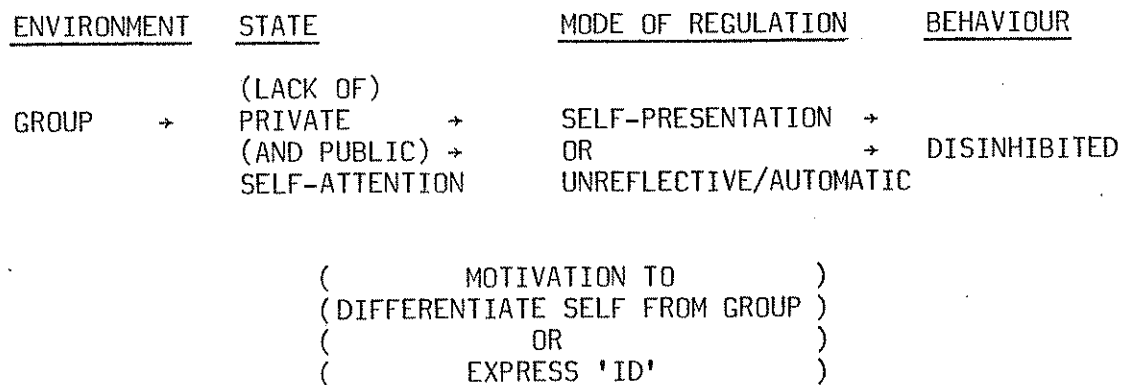 ENVIRONMENT STATE MODE OF REGULATION BEHAVIOUR
(LACK OF)
GROUP → PRIVATE → SELF-PRESENTATION →
(AND PUBLIC) → OR → DISINHIBITED
SELF-ATTENTION UNREFLECTIVE/AUTOMATIC
( MOTIVATION TO )
(DIFFERENTIATE SELF FROM GROUP )
( OR )
( EXPRESS 'ID' )